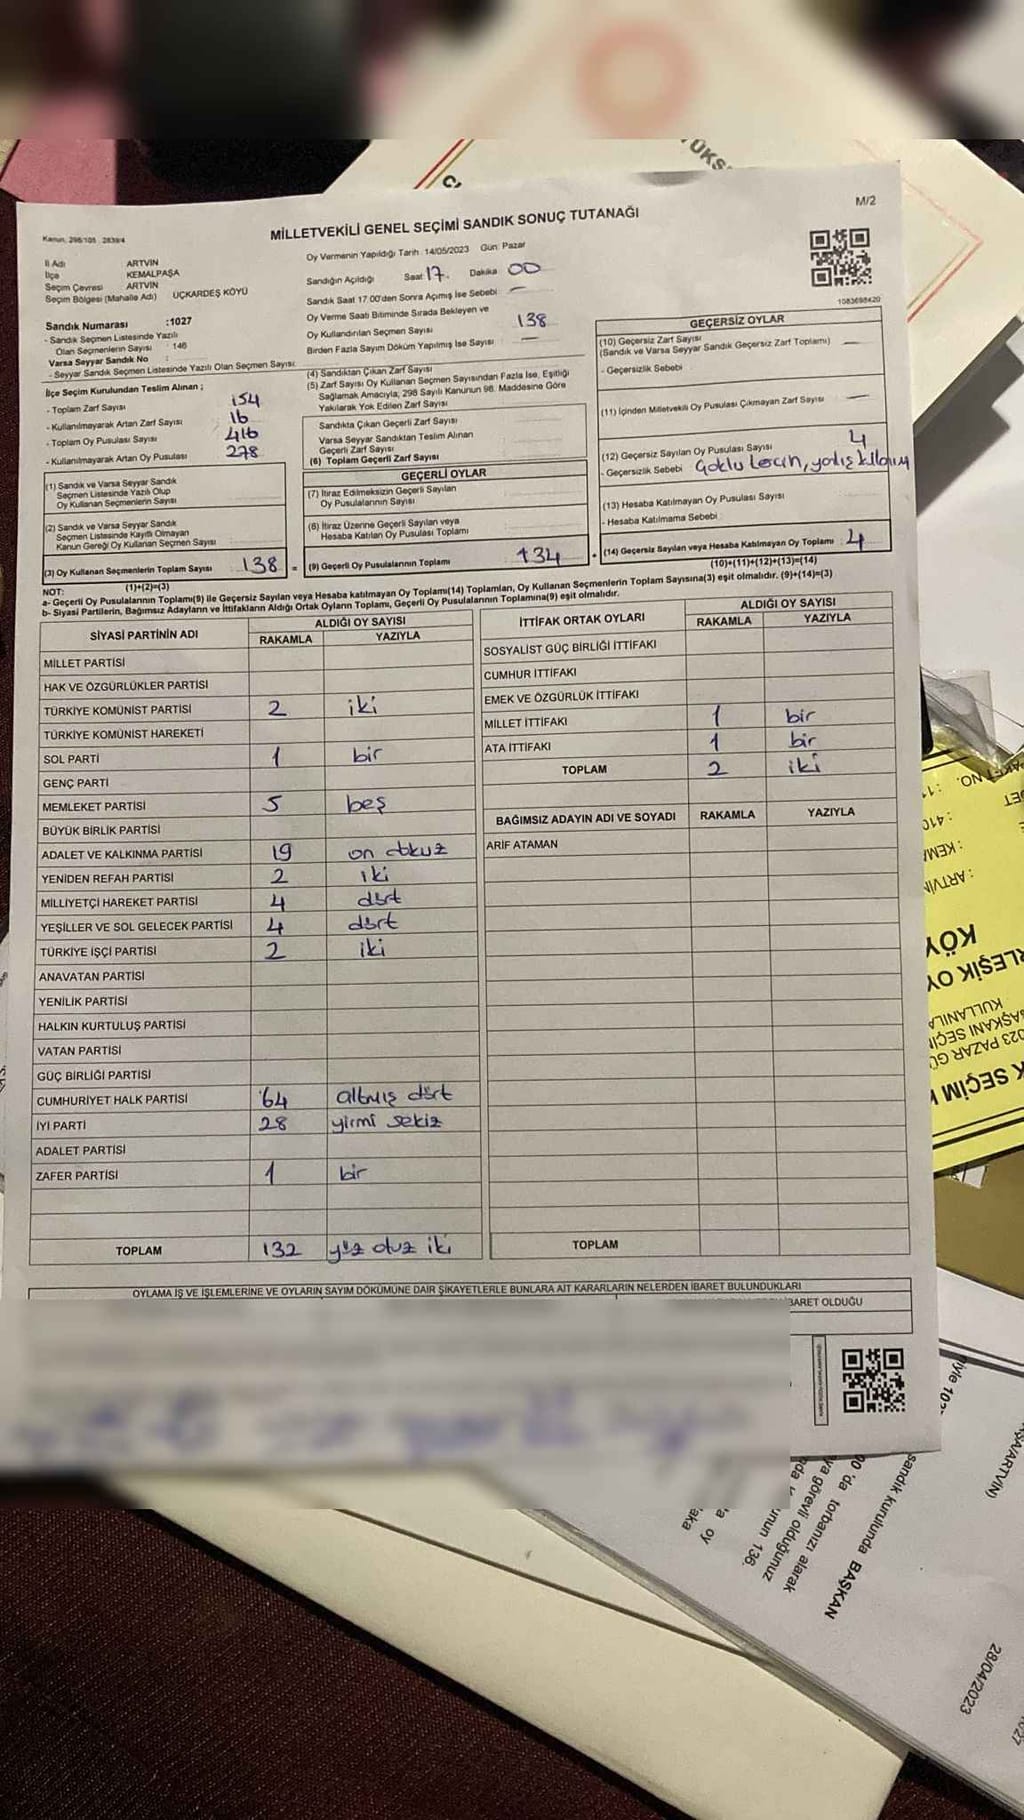 M/2
Kanun: 298/105 2839/4
MİLLETVEKİLİ GENEL SEÇİMİ SANDIK SONUÇ TUTANAĞI
İl Adı ARTVİN
İlçe KEMALPAŞA
Seçim Çevresi ARTVİN
Seçim Bölgesi (Mahalle Adı) ÜÇKARDEŞ KÖYÜ
Sandık Numarası :1027
- Sandık Seçmen Listesinde Yazılı
Olan Seçmenlerin Sayısı : 146
Varsa Seyyar Sandık No :
- Seyyar Sandık Seçmen Listesinde Yazılı Olan Seçmen Sayısı:
İlçe Seçim Kurulundan Teslim Alınan ;
- Toplam Zarf Sayısı 154
- Kullanılmayarak Artan Zarf Sayısı 16
- Toplam Oy Pusulası Sayısı 416
- Kullanılmayarak Artan Oy Pusulası 278
(1) Sandık ve Varsa Seyyar Sandık
Seçmen Listesinde Yazılı Olup
Oy Kullanan Seçmenlerin Sayısı
(2) Sandık ve Varsa Seyyar Sandık
Seçmen Listesinde Kayıtlı Olmayan
Kanun Gereği Oy Kullanan Seçmen Sayısı
(3) Oy Kullanan Seçmenlerin Toplam Sayısı 138 =
(1)+(2)=(3)
Oy Vermenin Yapıldığı Tarih: 14/05/2023 Gün: Pazar
Sandığın Açıldığı Saat 17. Dakika 00
Sandık Saat 17.00'den Sonra Açımış İse Sebebi: —
Oy Verme Saati Bitiminde Sırada Bekleyen ve
Oy Kullandırılan Seçmen Sayısı 138
Birden Fazla Sayım Döküm Yapılmış İse Sayısı : —
(4) Sandıktan Çıkan Zarf Sayısı
(5) Zarf Sayısı Oy Kullanan Seçmen Sayısından Fazla İse, Eşitliği
Sağlamak Amacıyla; 298 Sayılı Kanunun 98. Maddesine Göre
Yakılarak Yok Edilen Zarf Sayısı
Sandıkta Çıkan Geçerli Zarf Sayısı
Varsa Seyyar Sandıktan Teslim Alınan
Geçerli Zarf Sayısı
(6) Toplam Geçerli Zarf Sayısı
GEÇERLİ OYLAR
(7) İtiraz Edilmeksizin Geçerli Sayılan
Oy Pusulasının Sayısı
(8) İtiraz Üzerine Geçerli Sayılan veya
Hesaba Katılan Oy Pusulası Toplamı
(9) Geçerli Oy Pusulalarının Toplamı 134 +
1083698420
GEÇERSİZ OYLAR
(10) Geçersiz Zarf Sayısı —
(Sandık ve Varsa Seyyar Sandık Geçersiz Zarf Toplamı)
- Geçersizlik Sebebi
(11) İçinden Milletvekili Oy Pusulası Çıkmayan Zarf Sayısı —
(12) Geçersiz Sayılan Oy Pusulası Sayısı 4
- Geçersizlik Sebebi
(13) Hesaba Katılmayan Oy Pusulası Sayısı
- Hesaba Katılmama Sebebi
(14) Geçersiz Sayılan veya Hesaba Katılmayan Oy Toplamı 4
(10)+(11)+(12)+(13)=(14)
NOT:
a- Geçerli Oy Pusulalarının Toplamı(9) ile Geçersiz Sayılan veya Hesaba katılmayan Oy Toplamı(14) Toplamları, Oy Kullanan Seçmenlerin Toplam Sayısına(3) eşit olmalıdır. (9)+(14)=(3)
b- Siyasi Partilerin, Bağımsız Adayların ve İttifakların Aldığı Ortak Oyların Toplamı, Geçerli Oy Pusulalarının Toplamına(9) eşit olmalıdır.
SİYASİ PARTİNİN ADI ALDIĞI OY SAYISI
RAKAMLA YAZIYLA
MİLLET PARTİSİ
HAK VE ÖZGÜRLÜKLER PARTİSİ
TÜRKİYE KOMÜNİST PARTİSİ 2 iki
TÜRKİYE KOMÜNİST HAREKETİ
SOL PARTİ 1 bir
GENÇ PARTİ
MEMLEKET PARTİSİ 5 beş
BÜYÜK BİRLİK PARTİSİ
ADALET VE KALKINMA PARTİSİ 19 on dokuz
YENİDEN REFAH PARTİSİ 2 iki
MİLLİYETÇİ HAREKET PARTİSİ 4 dört
YEŞİLLER VE SOL GELECEK PARTİSİ 4 dört
TÜRKİYE İŞÇİ PARTİSİ 2 iki
ANAVATAN PARTİSİ
YENİLİK PARTİSİ
HALKIN KURTULUŞ PARTİSİ
VATAN PARTİSİ
GÜÇ BİRLİĞİ PARTİSİ
CUMHURİYET HALK PARTİSİ 64 altmış dört
İYİ PARTİ 28 yirmi sekiz
ADALET PARTİSİ
ZAFER PARTİSİ 1 bir
TOPLAM 132 yüz otuz iki
İTTİFAK ORTAK OYLARI ALDIĞI OY SAYISI
RAKAMLA YAZIYLA
SOSYALİST GÜÇ BİRLİĞİ İTTİFAKI
CUMHUR İTTİFAKI
EMEK VE ÖZGÜRLÜK İTTİFAKI
MİLLET İTTİFAKI 1 bir
ATA İTTİFAKI 1 bir
TOPLAM 2 iki
BAĞIMSIZ ADAYIN ADI VE SOYADI RAKAMLA YAZIYLA
ARİF ATAMAN
TOPLAM
OYLAMA İŞ VE İŞLEMLERİNE VE OYLARIN SAYIM DÖKÜMÜNE DAİR ŞİKAYETLERLE BUNLARA AİT KARARLARIN NELERDEN İBARET BULUNDUKLARI
BARET OLDUĞU
KÖY
sandık kurulunda BAŞKAN
00 'da torbanızı alarak
ya görevli olduğunuz
unun 136.
28/04/2023